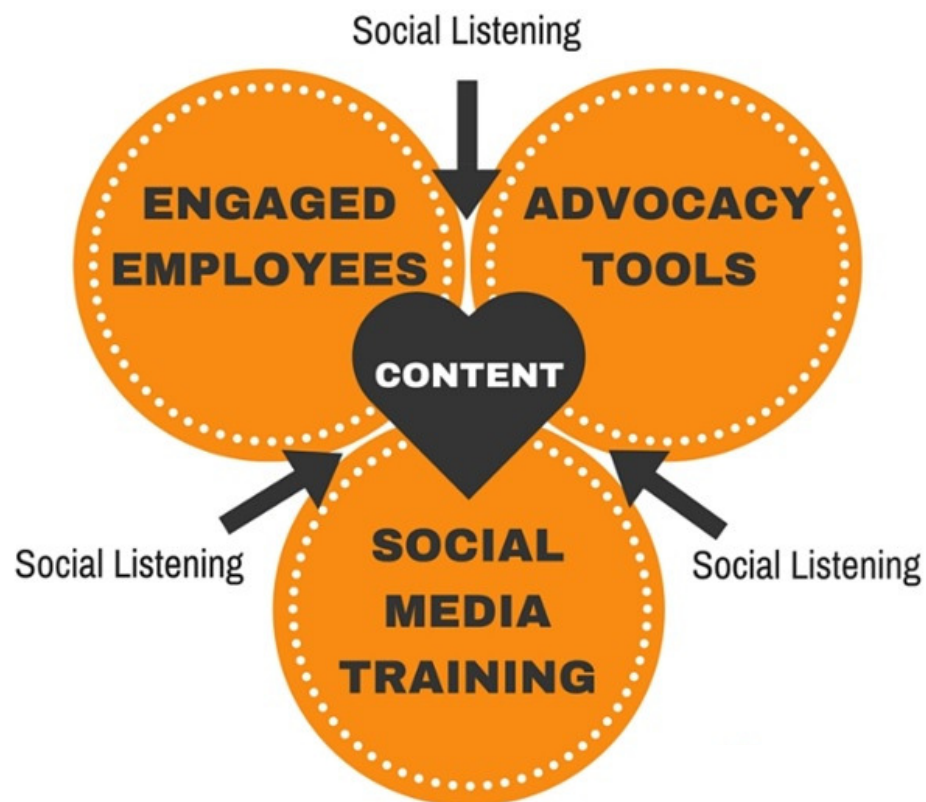 Social Listening
ENGAGED
EMPLOYEES
ADVOCACY
TOOLS
CONTENT
Social Listening
Social Listening
SOCIAL
MEDIA
TRAINING